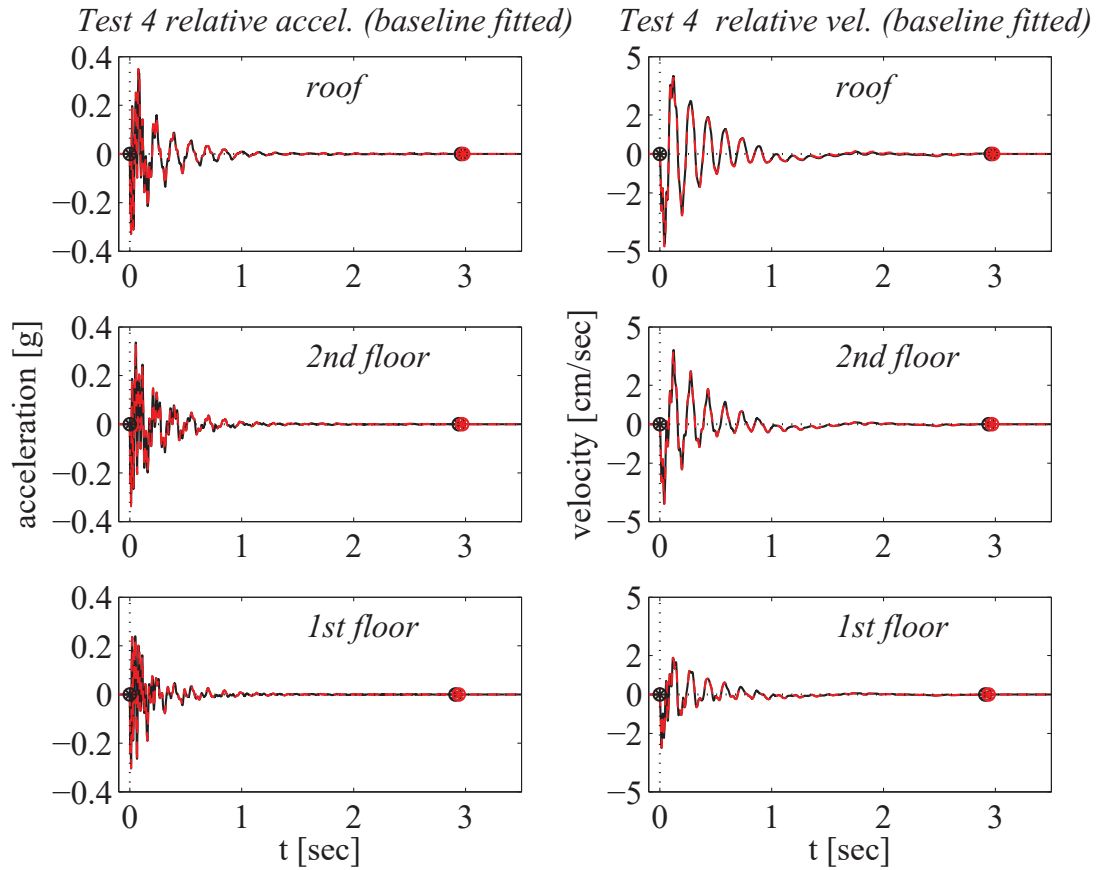 Test 4 relative accel. (baseline fitted)
Test 4 relative vel. (baseline fitted)
roof
0.4
0.2
0
−0.2
−0.4
0 1 2 3
roof
5
2
0
−2
5
0 1 2 3
acceleration [g]
2nd floor
0.4
0.2
0
−0.2
−0.4
0 1 2 3
velocity [cm/sec]
2nd floor
5
2
0
−2
5
0 1 2 3
1st floor
0.4
0.2
0
−0.2
−0.4
0 1 2 3
t [sec]
1st floor
5
2
0
−2
5
0 1 2 3
t [sec]